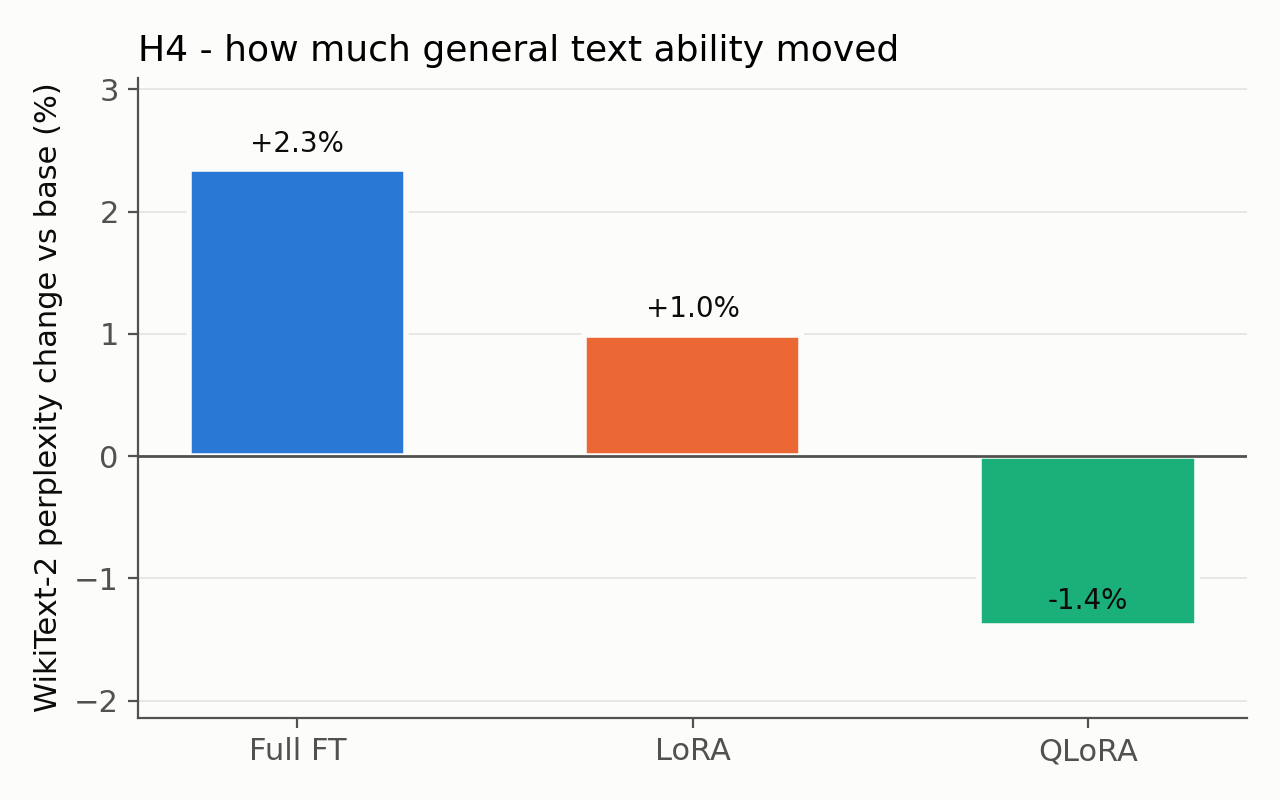 H4 - how much general text ability moved
WikiText-2 perplexity change vs base (%)
3
2
1
0
−1
−2
+2.3%
+1.0%
-1.4%
Full FT
LoRA
QLoRA